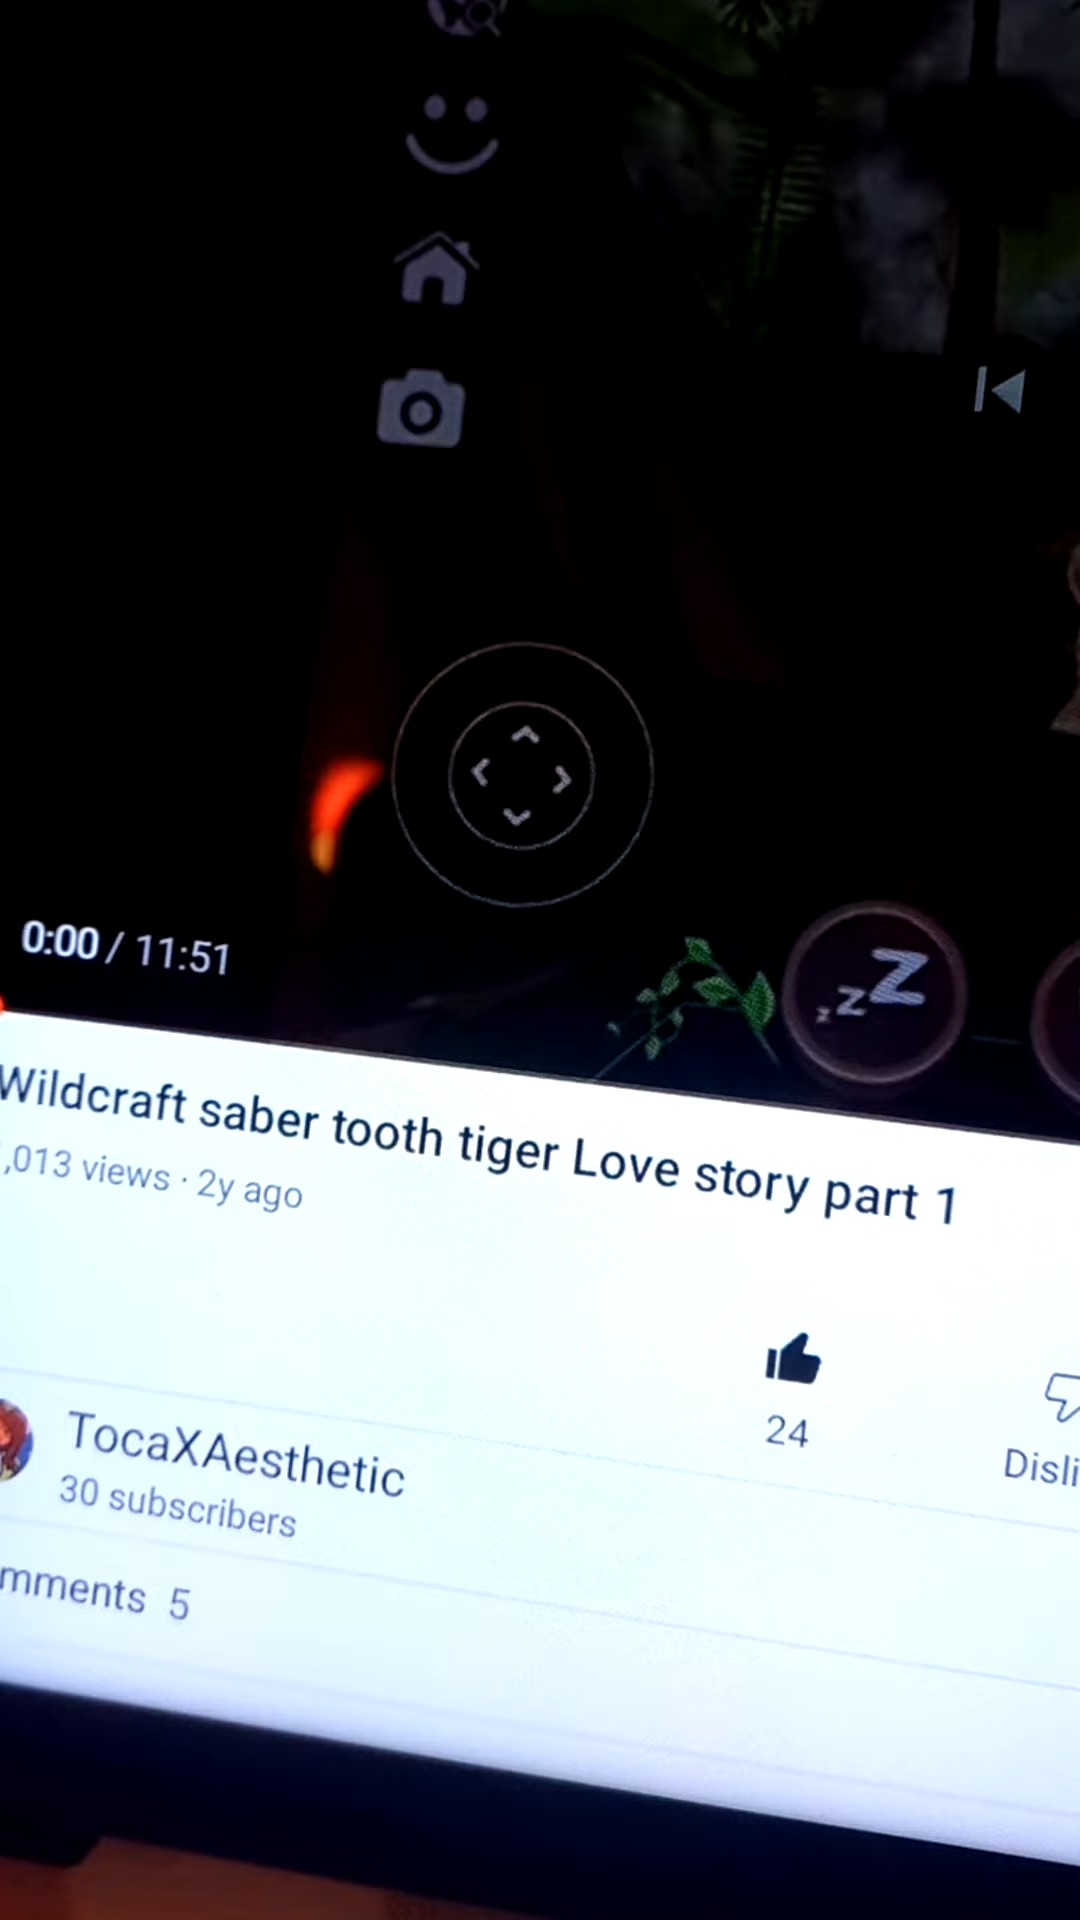 z z Z
0:00 / 11:51
Wildcraft saber tooth tiger Love story part 1
,013 views · 2y ago
24
Disli
TocaXAesthetic
30 subscribers
mments 5